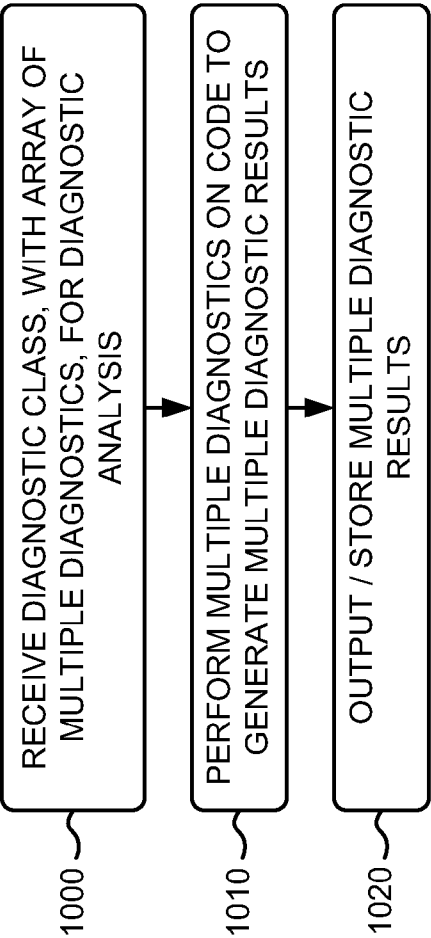 RECEIVE DIAGNOSTIC CLASS, WITH ARRAY OF
MULTIPLE DIAGNOSTICS, FOR DIAGNOSTIC
ANALYSIS
1000
PERFORM MULTIPLE DIAGNOSTICS ON CODE TO
GENERATE MULTIPLE DIAGNOSTIC RESULTS
1010
OUTPUT / STORE MULTIPLE DIAGNOSTIC
RESULTS
1020